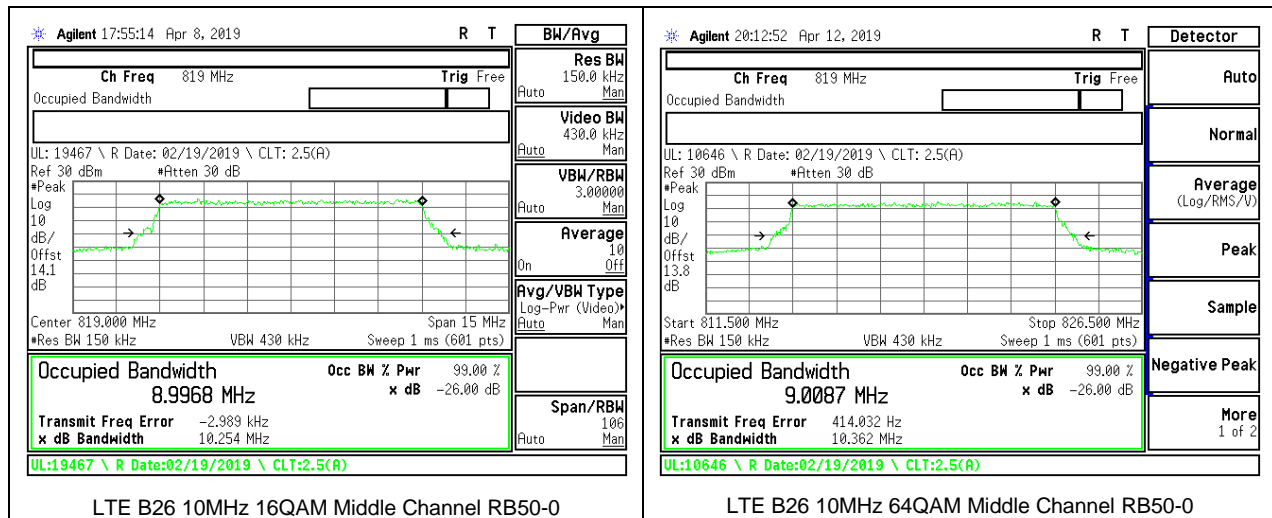 Agilent 17:55:14 Apr 8, 2019 R T
BW/Avg
Ch Freq 819 MHz Trig Free
Occupied Bandwidth
UL: 19467 \ R Date: 02/19/2019 \ CLT: 2.5(A)
Ref 30 dBm #Atten 30 dB
#Peak
Log
10
dB/
Offst
14.1
dB
Center 819.000 MHz Span 15 MHz
#Res BW 150 kHz VBW 430 kHz Sweep 1 ms (601 pts)
Occupied Bandwidth Occ BW % Pwr 99.00 %
8.9968 MHz x dB -26.00 dB
Transmit Freq Error -2.989 kHz
x dB Bandwidth 10.254 MHz
UL:19467 \ R Date:02/19/2019 \ CLT:2.5(A)
Res BW
150.0 kHz
Auto Man
Video BW
430.0 kHz
Auto Man
VBW/RBW
3.00000
Auto Man
Average
10
On Off
Avg/VBW Type
Log-Pwr (Video)
Auto Man
Span/RBW
106
Auto Man
LTE B26 10MHz 16QAM Middle Channel RB50-0
Agilent 20:12:52 Apr 12, 2019 R T
Detector
Ch Freq 819 MHz Trig Free
Occupied Bandwidth
UL: 10646 \ R Date: 02/19/2019 \ CLT: 2.5(A)
Ref 30 dBm #Atten 30 dB
#Peak
Log
10
dB/
Offst
13.8
dB
Start 811.500 MHz Stop 826.500 MHz
#Res BW 150 kHz VBW 430 kHz Sweep 1 ms (601 pts)
Occupied Bandwidth Occ BW % Pwr 99.00 %
9.0087 MHz x dB -26.00 dB
Transmit Freq Error 414.032 Hz
x dB Bandwidth 10.362 MHz
UL:10646 \ R Date:02/19/2019 \ CLT:2.5(A)
Auto
Normal
Average
(Log/RMS/V)
Peak
Sample
Negative Peak
More
1 of 2
LTE B26 10MHz 64QAM Middle Channel RB50-0